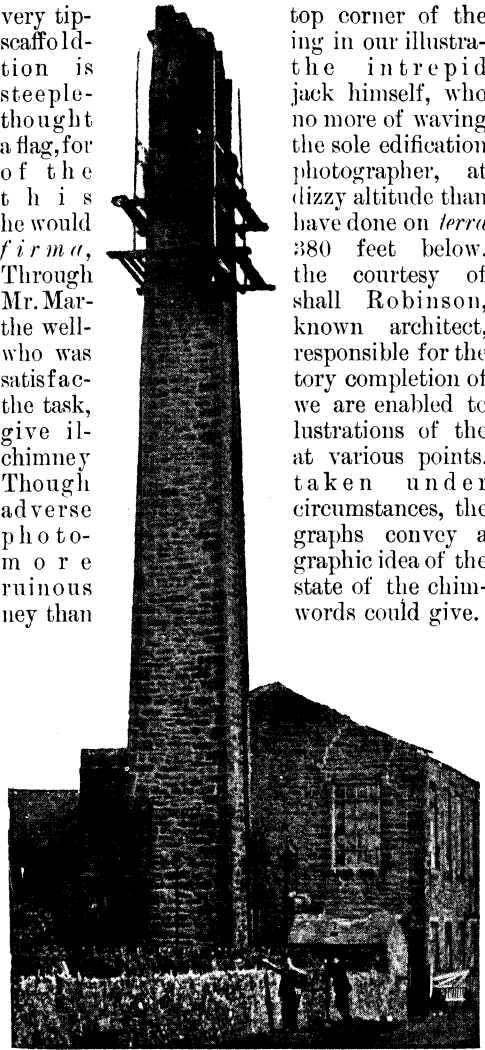 very tip- top corner of the
scaffold- ing in our illustra-
tion is the intrepid
steeple- jack himself, who
thought no more of waving
a flag, for the sole edification
of the photographer, at
this dizzy altitude than
he would have done on terra
firma, 380 feet below.
Through the courtesy of
Mr. Mar- shall Robinson,
the well- known architect,
who was responsible for the
satisfac- tory completion of
the task, we are enabled to
give il- lustrations of the
chimney at various points.
Though taken under
adverse circumstances, the
photo- graphs convey a
more graphic idea of the
ruinous state of the chim-
ney than words could give.